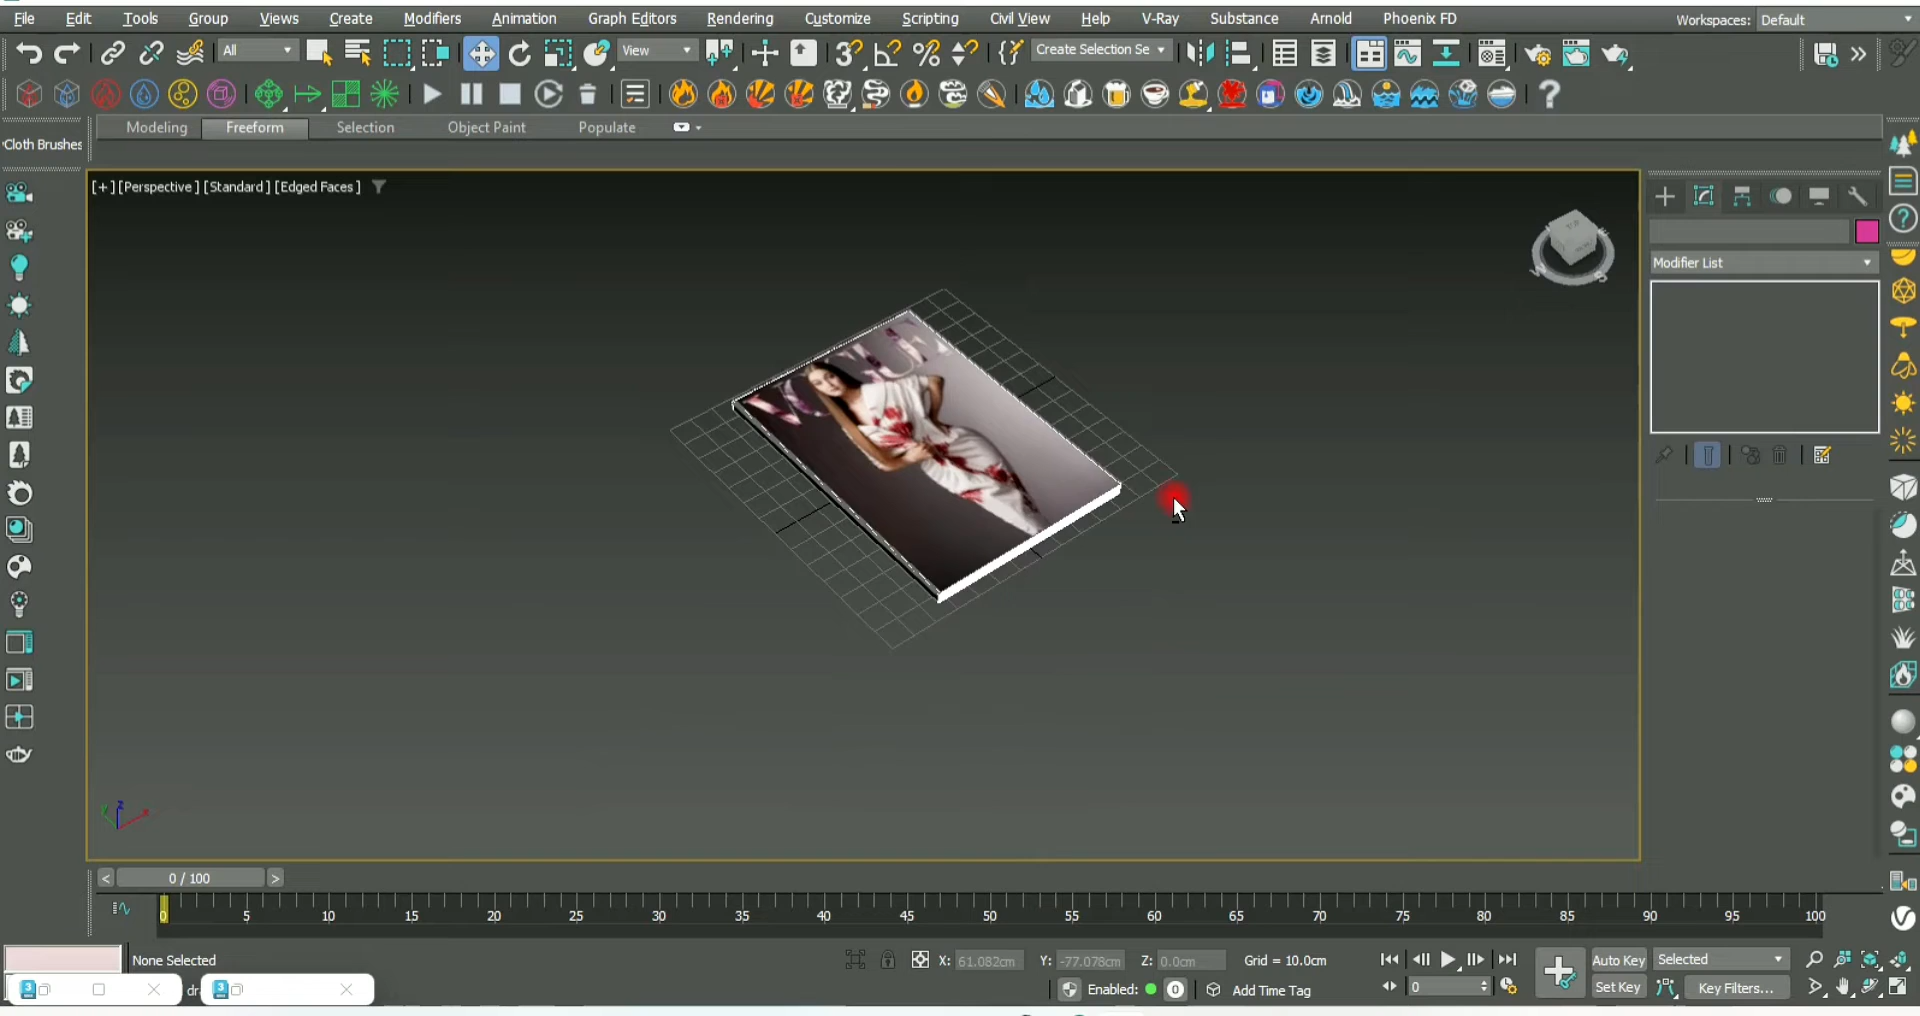 File Edit Tools Group Views Create Modifiers Animation Graph Editors Rendering Customize Scripting Civil View Help V-Ray Substance Arnold Phoenix FD Workspaces: Default
All View Create Selection Se
Modeling Freeform Selection Object Paint Populate
Cloth Brushes
[+] [Perspective] [Standard] [Edged Faces]
Modifier List
< 0 / 100 >
0 5 10 15 20 25 30 35 40 45 50 55 60 65 70 75 80 85 90 95 100
None Selected X: 61.082cm Y: -77.078cm Z: 0.0cm Grid = 10.0cm Auto Key Selected
Enabled: 0 Add Time Tag 0 Set Key Key Filters...